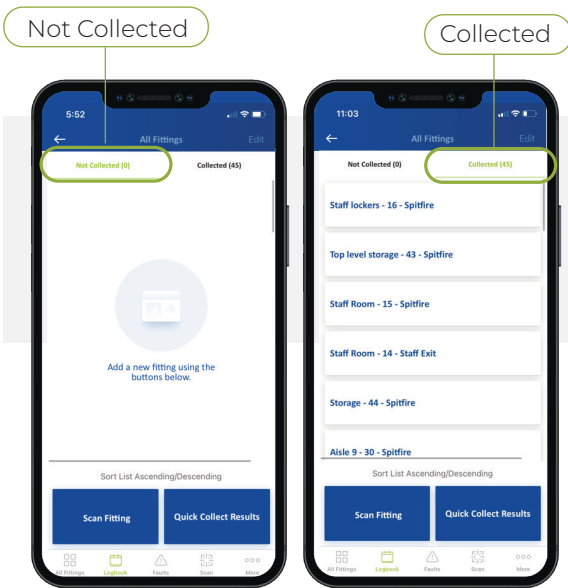 Not Collected
Collected
5:52
All Fittings
Edit
Not Collected (0)
Collected (45)
Add a new fitting using the
buttons below.
Sort List Ascending/Descending
Scan Fitting
Quick Collect Results
All Fittings
Logbook
Faults
Scan
More
11:03
All Fittings
Edit
Not Collected (0)
Collected (45)
Staff lockers - 16 - Spitfire
Top level storage - 43 - Spitfire
Staff Room - 15 - Spitfire
Staff Room - 14 - Staff Exit
Storage - 44 - Spitfire
Aisle 9 - 30 - Spitfire
Sort List Ascending/Descending
Scan Fitting
Quick Collect Results
All Fittings
Logbook
Faults
Scan
More